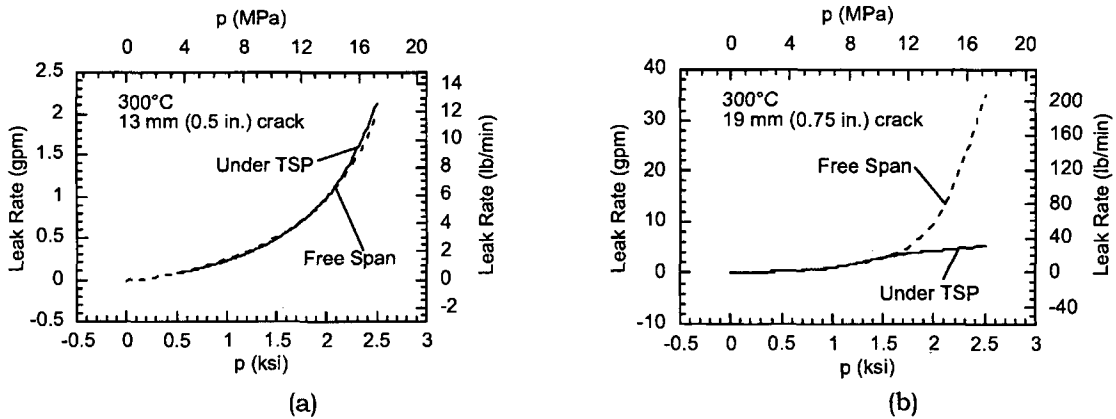 p (MPa)
0 4 8 12 16 20
2.5
2
1.5
1
0.5
0
-0.5
Leak Rate (gpm)
300°C
13 mm (0.5 in.) crack
Under TSP
Free Span
14
12
10
8
6
4
2
0
-2
Leak Rate (lb/min)
-0.5 0 0.5 1 1.5 2 2.5 3
p (ksi)
(a)
p (MPa)
0 4 8 12 16 20
40
30
20
10
0
-10
Leak Rate (gpm)
300°C
19 mm (0.75 in.) crack
Free Span
Under TSP
200
160
120
80
40
0
-40
Leak Rate (lb/min)
-0.5 0 0.5 1 1.5 2 2.5 3
p (ksi)
(b)